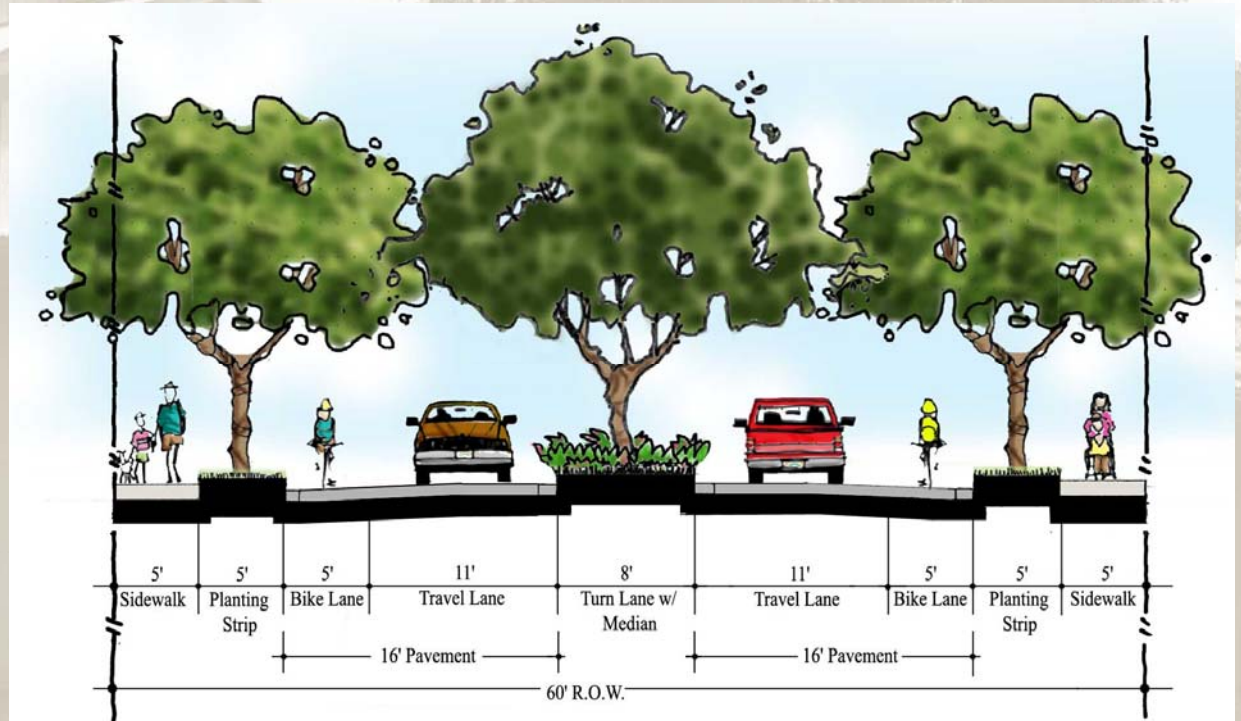 5' 5' 5' 11' 8' 11' 5' 5' 5'
Sidewalk Planting Bike Lane Travel Lane Turn Lane w/ Travel Lane Bike Lane Planting Sidewalk
Strip Median Strip
16' Pavement 16' Pavement
60' R.O.W.